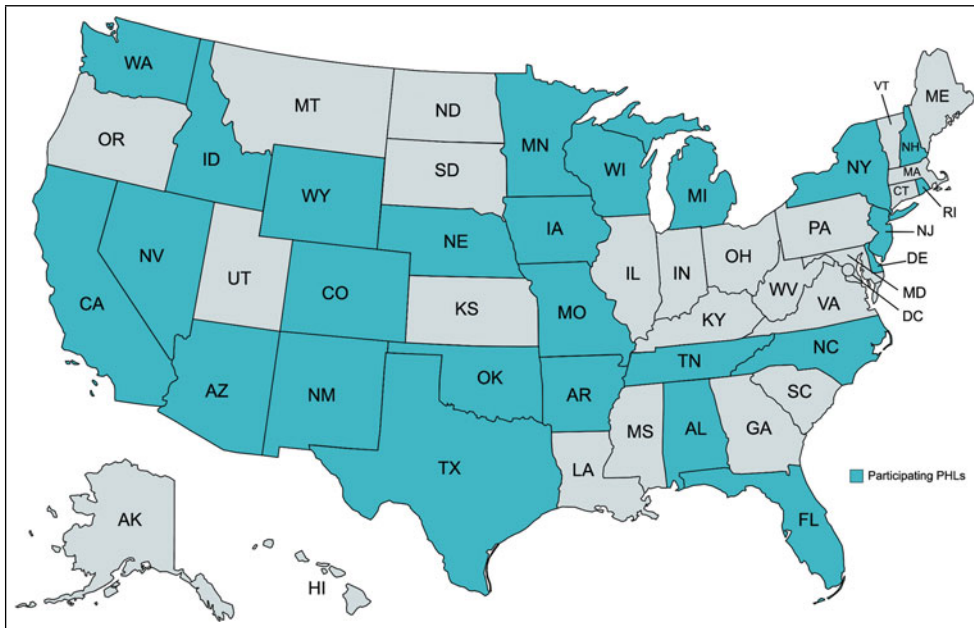 WA
MT
ND
VT
ME
OR
ID
MN
NH
SD
WI
NY
MA
WY
MI
CT
RI
IA
PA
NJ
NE
NV
OH
DE
UT
IL
IN
CA
CO
MD
WV
KS
MO
VA
DC
KY
NC
TN
AZ
OK
NM
AR
SC
MS
AL
GA
TX
LA
Participating PHLs
FL
AK
HI